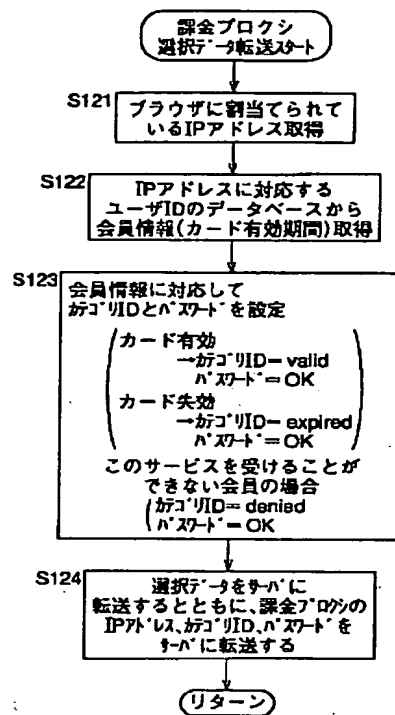 課金プロクシ
選択ﾃﾞｰﾀ転送スタート
S121
ブラウザに割当てられて
いるIPアドレス取得
S122
IPアドレスに対応する
ユーザIDのデータベースから
会員情報(カード有効期間)取得
S123
会員情報に対応して
ｶﾃｺﾞﾘIDとﾊﾟｽﾜｰﾄﾞを設定
カード有効
→ｶﾃｺﾞﾘID=valid
ﾊﾟｽﾜｰﾄﾞ=OK
カード失効
→ｶﾃｺﾞﾘID=expired
ﾊﾟｽﾜｰﾄﾞ=OK
このサービスを受けることが
できない会員の場合
ｶﾃｺﾞﾘID=denied
ﾊﾟｽﾜｰﾄﾞ=OK
S124
選択データをｻｰﾊﾞに
転送するとともに、課金ﾌﾟﾛｸｼの
IPｱﾄﾞﾚｽ、ｶﾃｺﾞﾘID、ﾊﾟｽﾜｰﾄﾞを
ｻｰﾊﾞに転送する
リターン